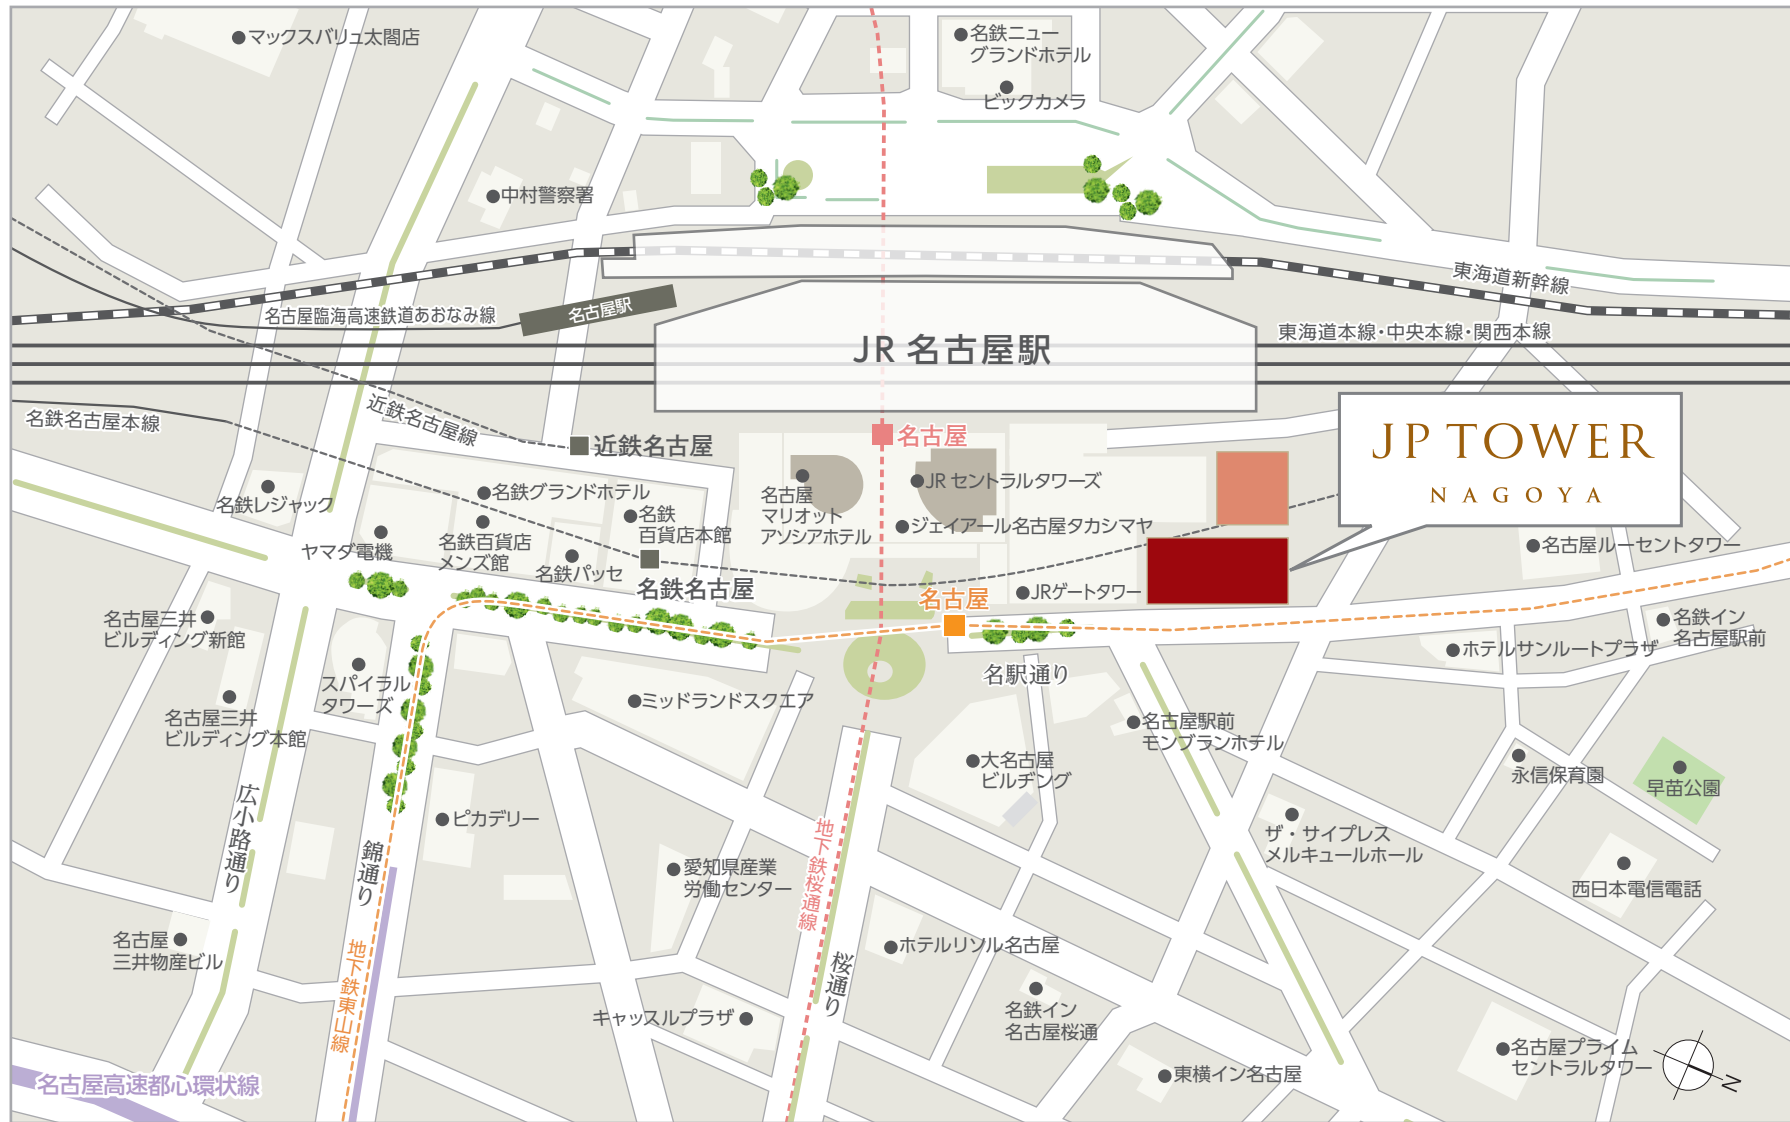 マックスバリュ太閤店
名鉄ニュー
グランドホテル
ビックカメラ
中村警察署
東海道新幹線
名古屋臨海高速鉄道あおなみ線
名古屋駅
東海道本線・中央本線・関西本線
JR 名古屋駅
名鉄名古屋本線
近鉄名古屋線
近鉄名古屋
名古屋
JP TOWER
NAGOYA
名鉄レジャック
名鉄グランドホテル
名鉄
百貨店本館
名古屋
マリオット
アソシアホテル
JR セントラルタワーズ
ジェイアール名古屋タカシマヤ
ヤマダ電機
名鉄百貨店
メンズ館
名鉄パッセ
名鉄名古屋
名古屋
JRゲートタワー
名古屋ルーセントタワー
名古屋三井
ビルディング新館
名鉄イン
名古屋駅前
ホテルサンルートプラザ
スパイラル
タワーズ
名駅通り
ミッドランドスクエア
名古屋三井
ビルディング本館
名古屋駅前
モンブランホテル
大名古屋
ビルヂング
永信保育園
早苗公園
広小路通り
錦通り
ピカデリー
地下鉄桜通線
ザ・サイプレス
メルキュールホール
愛知県産業
労働センター
西日本電信電話
名古屋
三井物産ビル
地下鉄東山線
桜通り
ホテルリソル名古屋
キャッスルプラザ
名鉄イン
名古屋桜通
名古屋プライム
セントラルタワー
東横イン名古屋
名古屋高速都心環状線
N